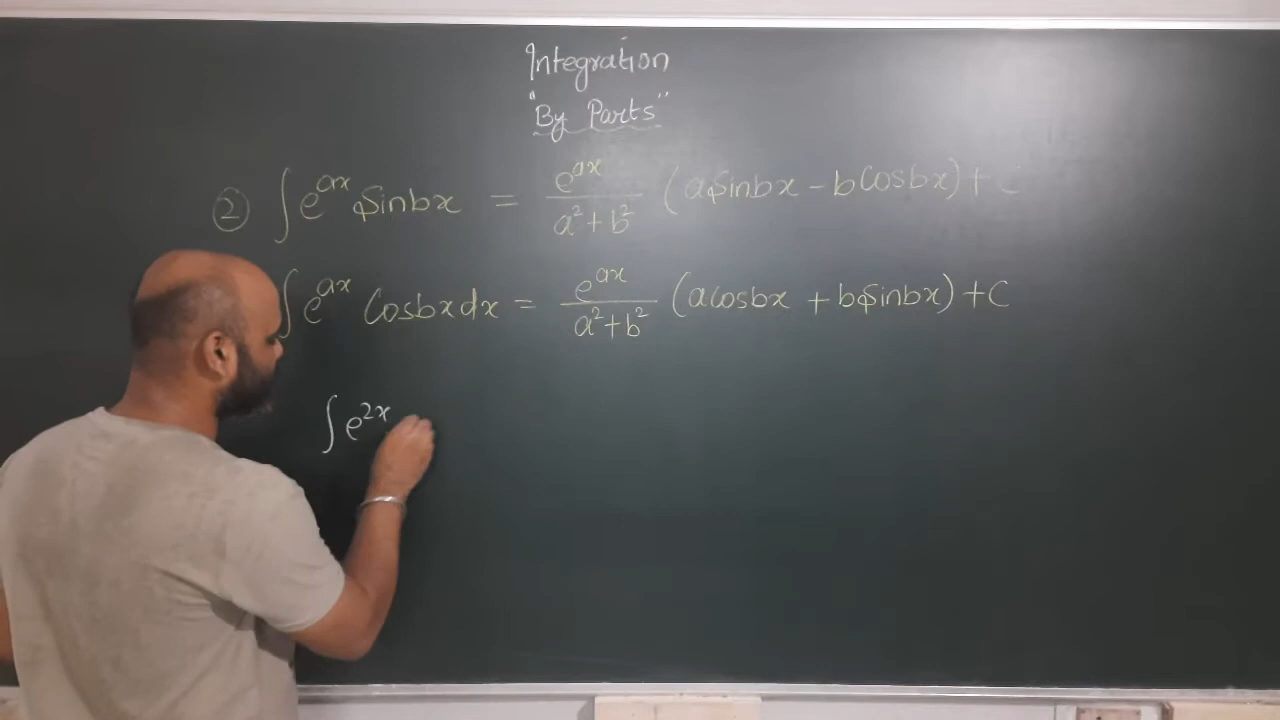 Integration
"By Parts"
② ∫ e^{ax} Sinbx = e^{ax} / a²+b² (aSinbx - bCosbx) + C
∫ e^{ax} Cosbx dx = e^{ax} / a²+b² (acosbx + bSinbx) + C
∫ e^{2x}